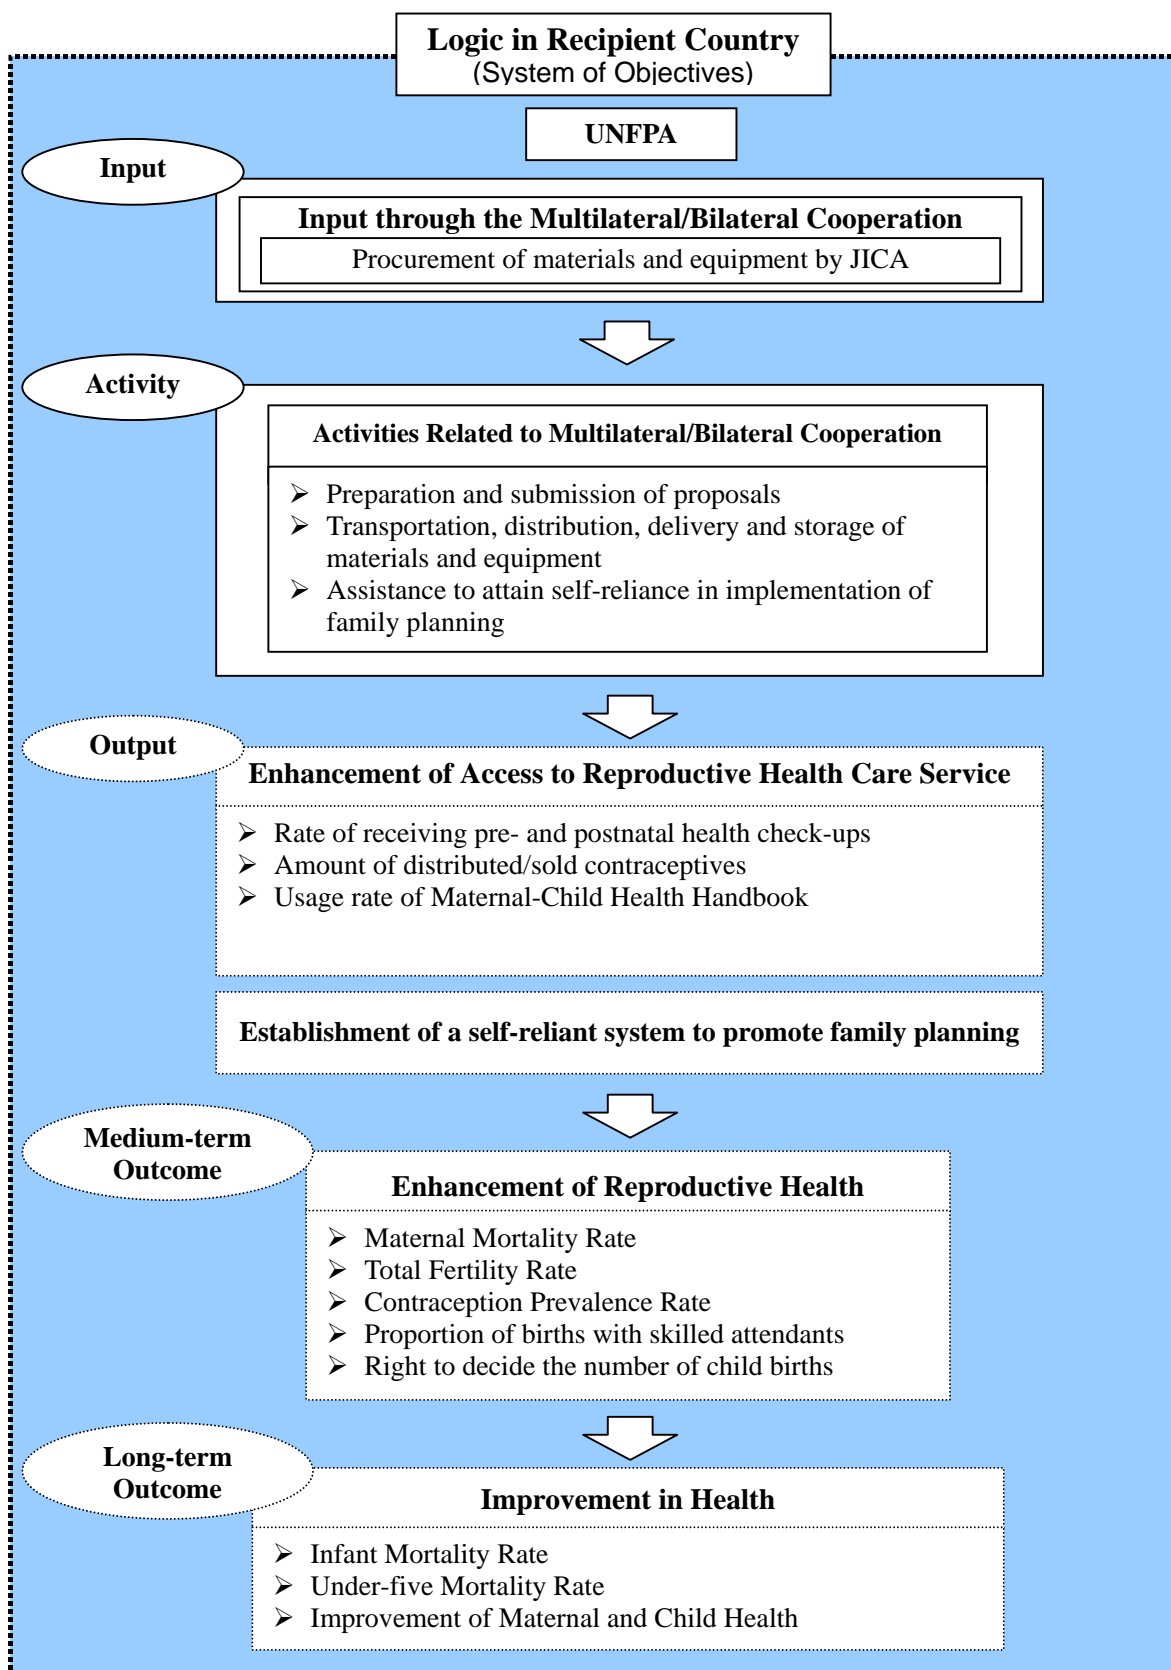 Logic in Recipient Country
(System of Objectives)
UNFPA
Input
Input through the Multilateral/Bilateral Cooperation
Procurement of materials and equipment by JICA
Activity
Activities Related to Multilateral/Bilateral Cooperation
➢ Preparation and submission of proposals
➢ Transportation, distribution, delivery and storage of
materials and equipment
➢ Assistance to attain self-reliance in implementation of
family planning
Output
Enhancement of Access to Reproductive Health Care Service
➢ Rate of receiving pre- and postnatal health check-ups
➢ Amount of distributed/sold contraceptives
➢ Usage rate of Maternal-Child Health Handbook
Establishment of a self-reliant system to promote family planning
Medium-term
Outcome
Enhancement of Reproductive Health
➢ Maternal Mortality Rate
➢ Total Fertility Rate
➢ Contraception Prevalence Rate
➢ Proportion of births with skilled attendants
➢ Right to decide the number of child births
Long-term
Outcome
Improvement in Health
➢ Infant Mortality Rate
➢ Under-five Mortality Rate
➢ Improvement of Maternal and Child Health